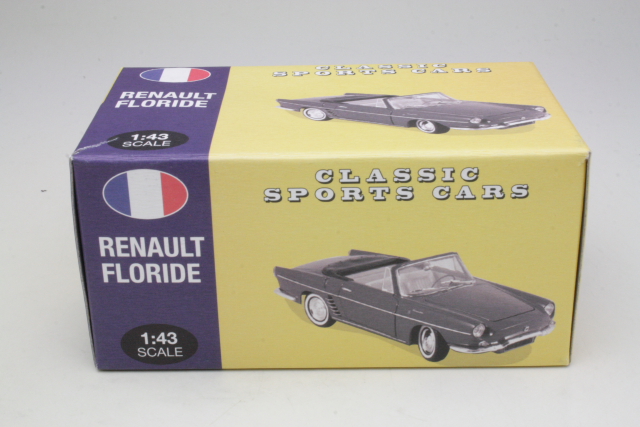 RENAULT
FLORIDE
1:43
SCALE
CLASSIC
SPORTS CARS
RENAULT
FLORIDE
1:43
SCALE
CLASSIC
SPORTS CARS